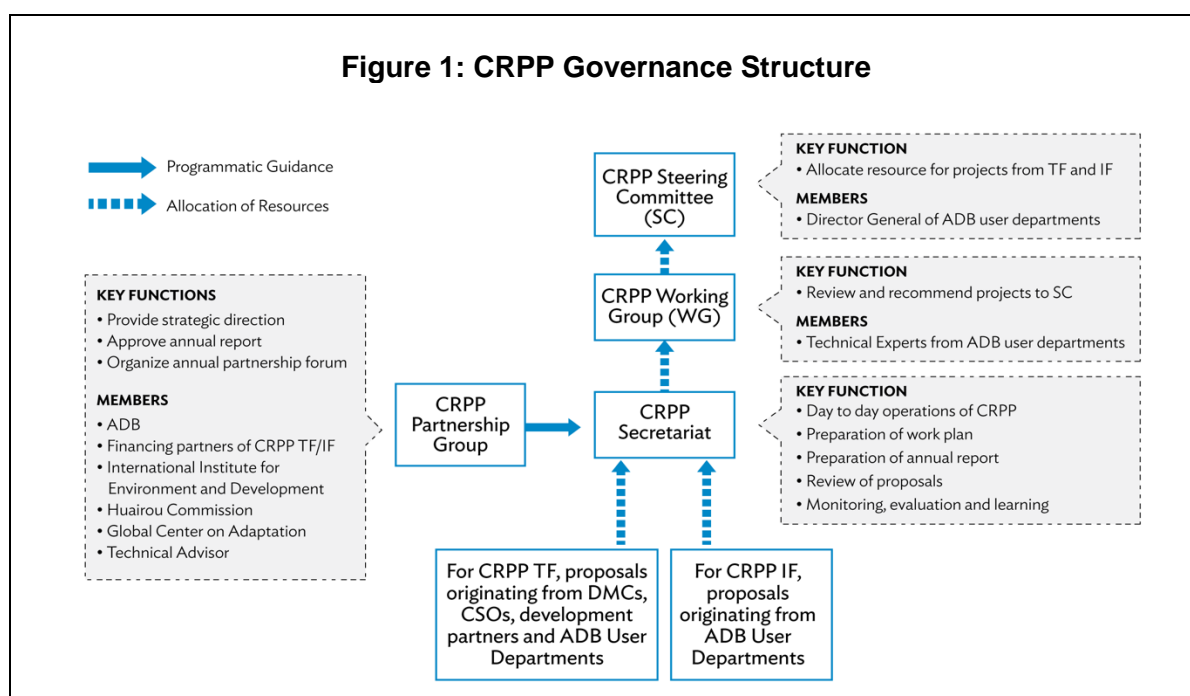 Figure 1: CRPP Governance Structure
Programmatic Guidance
Allocation of Resources
CRPP Steering
Committee
(SC)
KEY FUNCTION
• Allocate resource for projects from TF and IF
MEMBERS
• Director General of ADB user departments
CRPP Working
Group (WG)
KEY FUNCTION
• Review and recommend projects to SC
MEMBERS
• Technical Experts from ADB user departments
KEY FUNCTIONS
• Provide strategic direction
• Approve annual report
• Organize annual partnership forum
MEMBERS
• ADB
• Financing partners of CRPP TF/IF
• International Institute for
Environment and Development
• Huairou Commission
• Global Center on Adaptation
• Technical Advisor
CRPP
Partnership
Group
CRPP
Secretariat
KEY FUNCTION
• Day to day operations of CRPP
• Preparation of work plan
• Preparation of annual report
• Review of proposals
• Monitoring, evaluation and learning
For CRPP TF, proposals
originating from DMCs,
CSOs, development
partners and ADB User
Departments
For CRPP IF,
proposals
originating from
ADB User
Departments